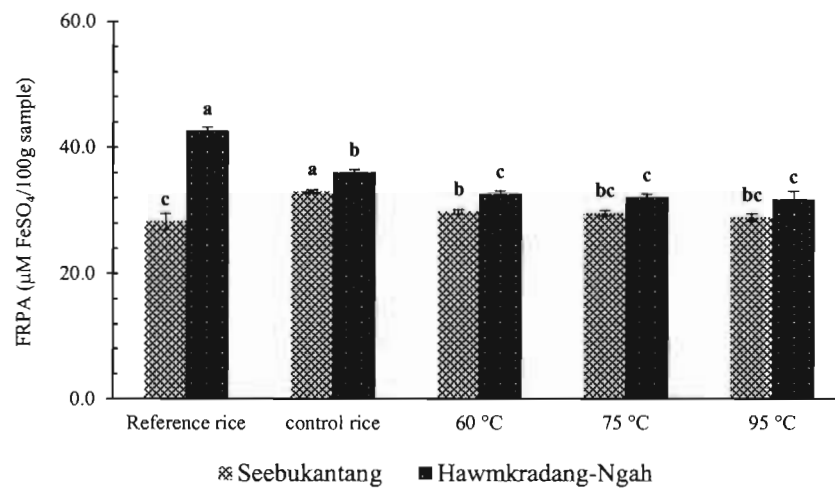 60.0
40.0
20.0
0.0
FRPA (μM FeSO₄/100g sample)
c a
a b
b c
bc c
bc c
Reference rice control rice 60 °C 75 °C 95 °C
Seebukantang Hawmkradang-Ngah